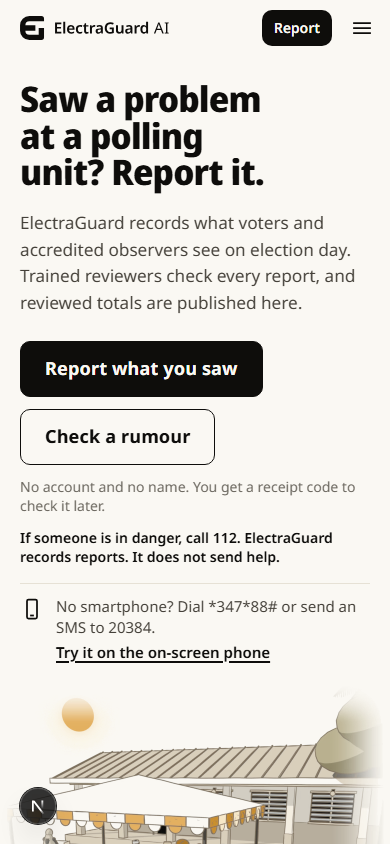 ElectraGuard AI
Report
Saw a problem
at a polling
unit? Report it.
ElectraGuard records what voters and
accredited observers see on election day.
Trained reviewers check every report, and
reviewed totals are published here.
Report what you saw
Check a rumour
No account and no name. You get a receipt code to
check it later.
If someone is in danger, call 112. ElectraGuard
records reports. It does not send help.
No smartphone? Dial *347*88# or send an
SMS to 20384.
Try it on the on-screen phone
N